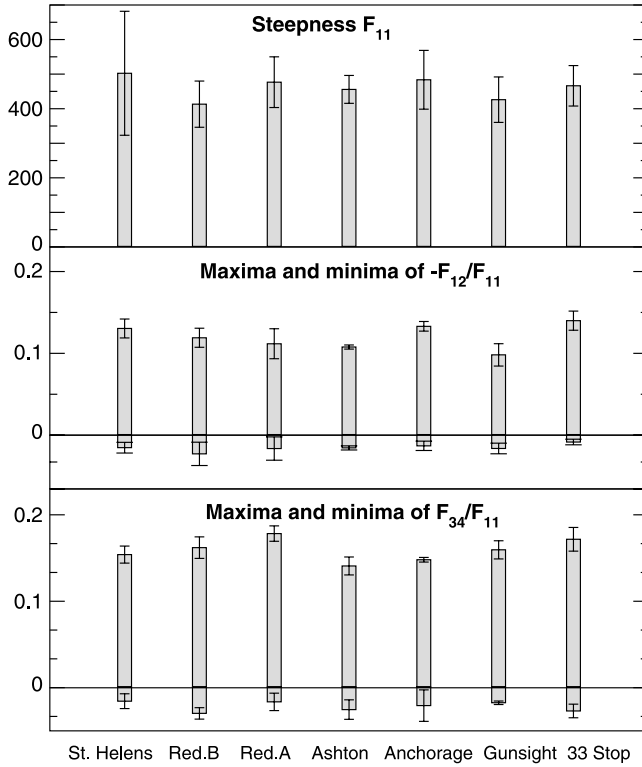 Steepness F11
600
400
200
0
Maxima and minima of -F12/F11
0.2
0.1
0
Maxima and minima of F34/F11
0.2
0.1
0
St. Helens Red.B Red.A Ashton Anchorage Gunsight 33 Stop